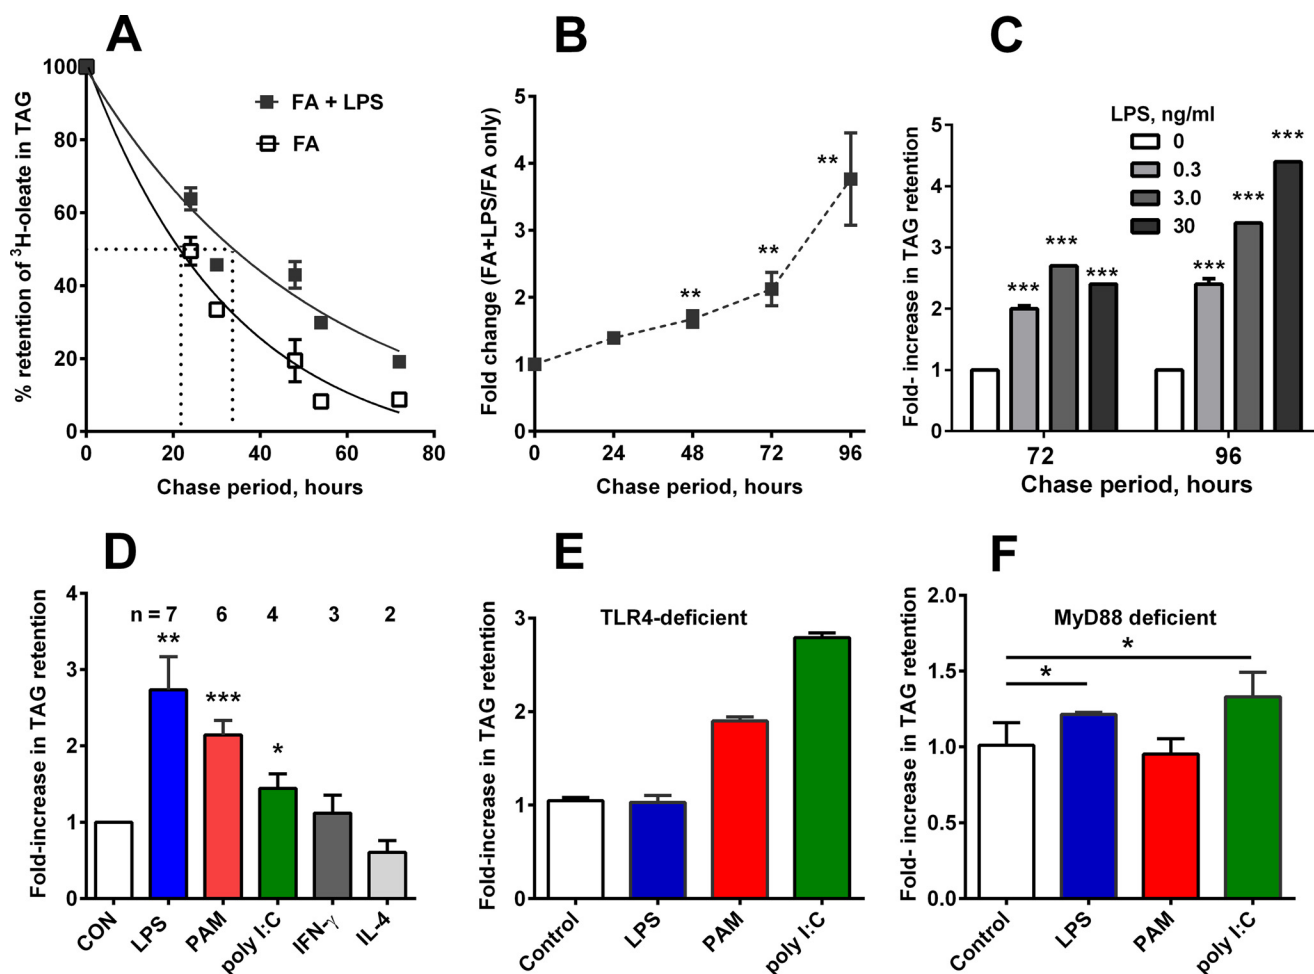 A
% retention of ³H-oleate in TAG
100
80
60
40
20
0
FA + LPS
FA
0 20 40 60 80
Chase period, hours
B
Fold change (FA+LPS/FA only)
5
4
3
2
1
0
**
**
**
0 24 48 72 96
Chase period, hours
C
Fold- increase in TAG retention
5
4
3
2
1
0
LPS, ng/ml
0
0.3
3.0
30
*** *** ***
*** *** ***
72 96
Chase period, hours
D
Fold-increase in TAG retention
4
3
2
1
0
n = 7 6 4 3 2
** *** *
CON LPS PAM poly I:C IFN-γ IL-4
E
Fold-increase in TAG retention
3
2
1
0
TLR4-deficient
Control LPS PAM poly I:C
F
Fold- increase in TAG retention
2.0
1.5
1.0
0.5
0.0
MyD88 deficient
*
*
Control LPS PAM poly I:C